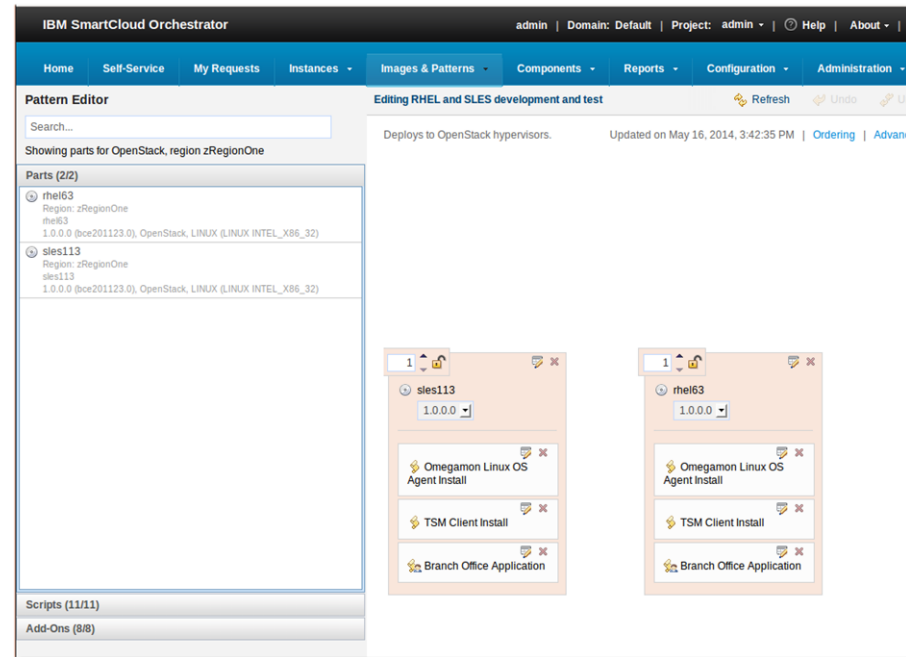 IBM SmartCloud Orchestrator
admin | Domain: Default | Project: admin | Help | About |
Home Self-Service My Requests Instances Images & Patterns Components Reports Configuration Administration
Pattern Editor
Editing RHEL and SLES development and test
Refresh Undo
Search...
Deploys to OpenStack hypervisors.
Updated on May 16, 2014, 3:42:35 PM | Ordering |
Showing parts for OpenStack, region zRegionOne
Parts (2/2)
rhel63
Region: zRegionOne
rhel63
1.0.0.0 (bce201123.0), OpenStack, LINUX (LINUX INTEL_X86_32)
sles113
Region: zRegionOne
sles113
1.0.0.0 (bce201123.0), OpenStack, LINUX (LINUX INTEL_X86_32)
1
sles113
1.0.0.0
Omegamon Linux OS
Agent Install
TSM Client Install
Branch Office Application
1
rhel63
1.0.0.0
Omegamon Linux OS
Agent Install
TSM Client Install
Branch Office Application
Scripts (11/11)
Add-Ons (8/8)